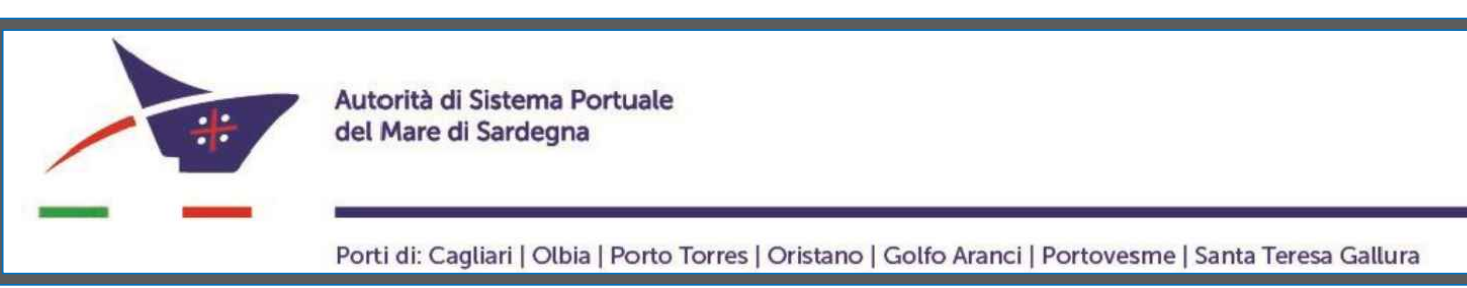 Autorità di Sistema Portuale
del Mare di Sardegna
Porti di: Cagliari | Olbia | Porto Torres | Oristano | Golfo Aranci | Portovesme | Santa Teresa Gallura